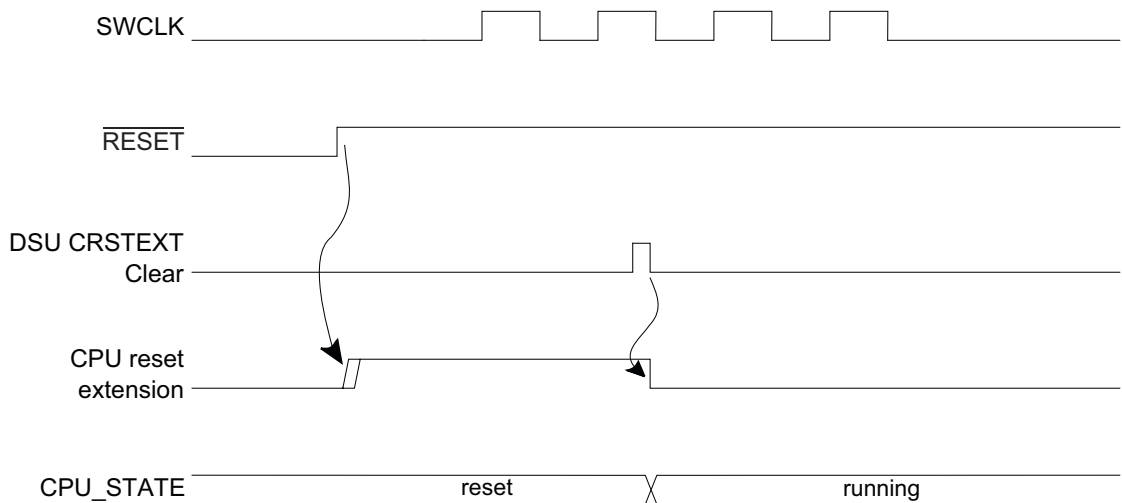 SWCLK
RESET
DSU CRSTEXT
Clear
CPU reset
extension
CPU_STATE reset running